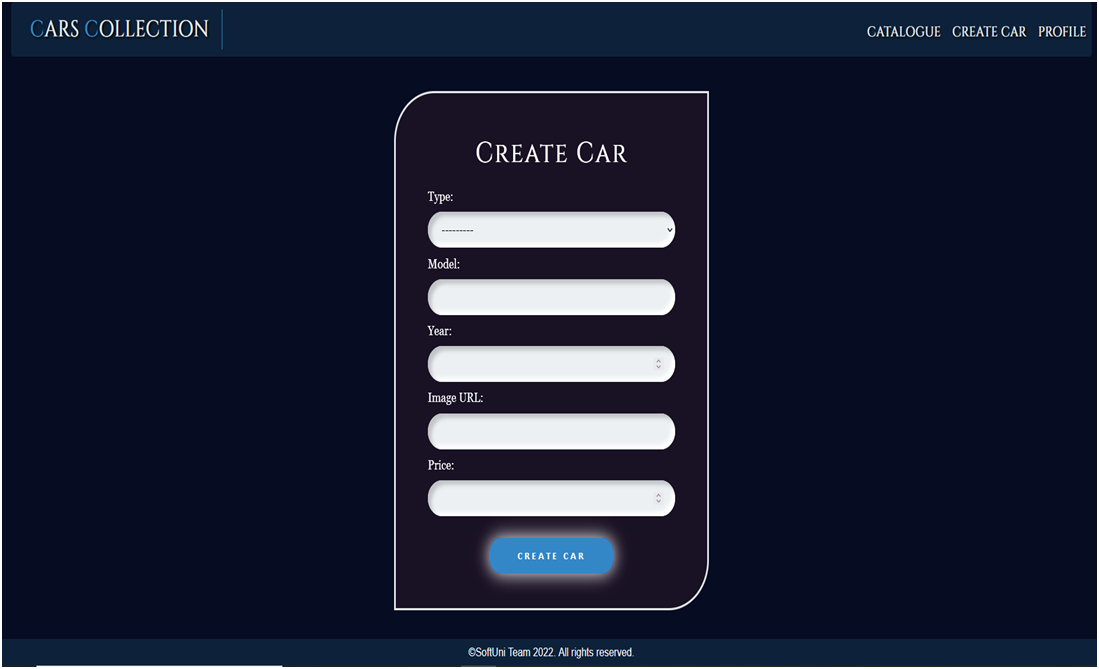 CARS COLLECTION
CATALOGUE CREATE CAR PROFILE
CREATE CAR
Type:
---------
Model:
Year:
Image URL:
Price:
CREATE CAR
©SoftUni Team 2022. All rights reserved.